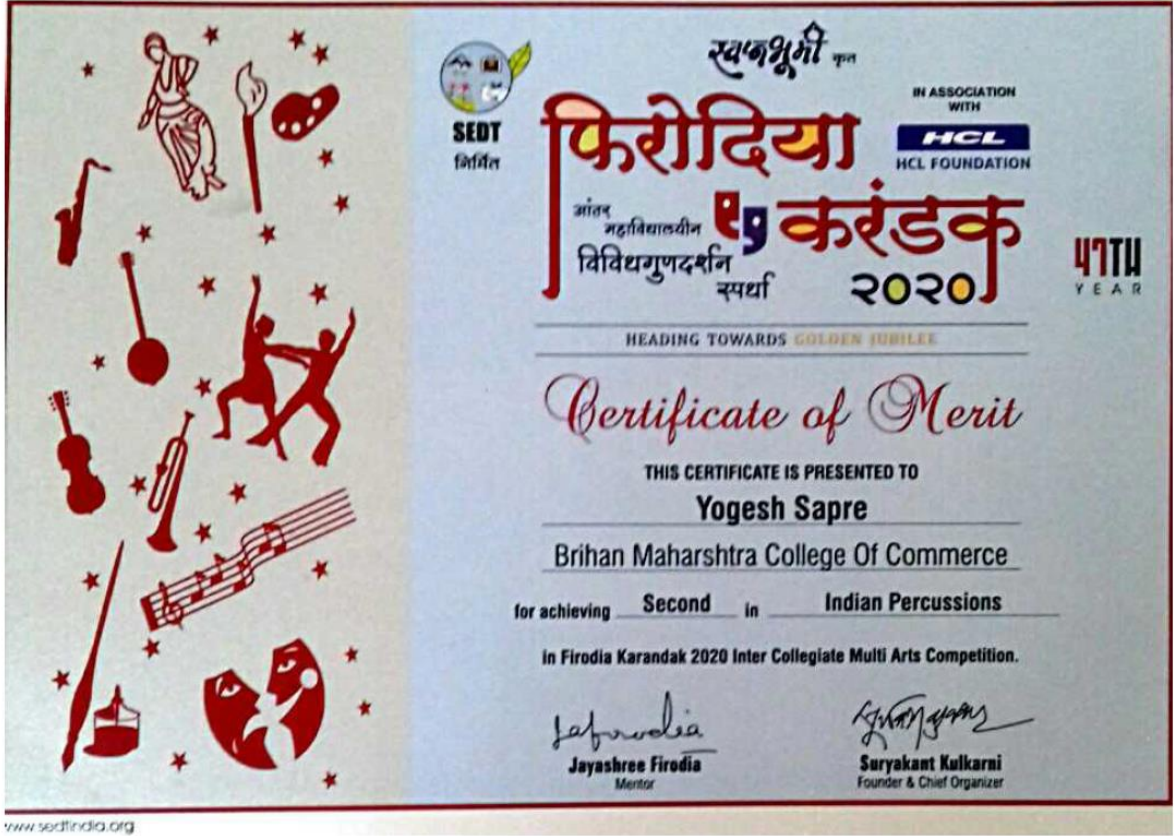 स्वप्नभूमी कृत
SEDT
निर्मित
फिरोदिया
IN ASSOCIATION
WITH
HCL
HCL FOUNDATION
आंतर
महाविद्यालयीन
करंडक
विविधगुणदर्शन
स्पर्धा
२०२०
47TH
YEAR
HEADING TOWARDS GOLDEN JUBILEE
Certificate of Merit
THIS CERTIFICATE IS PRESENTED TO
Yogesh Sapre
Brihan Maharshtra College Of Commerce
for achieving Second in Indian Percussions
in Firodia Karandak 2020 Inter Collegiate Multi Arts Competition.
Jayashree Firodia
Mentor
Suryakant Kulkarni
Founder & Chief Organizer
www.sedtindia.org